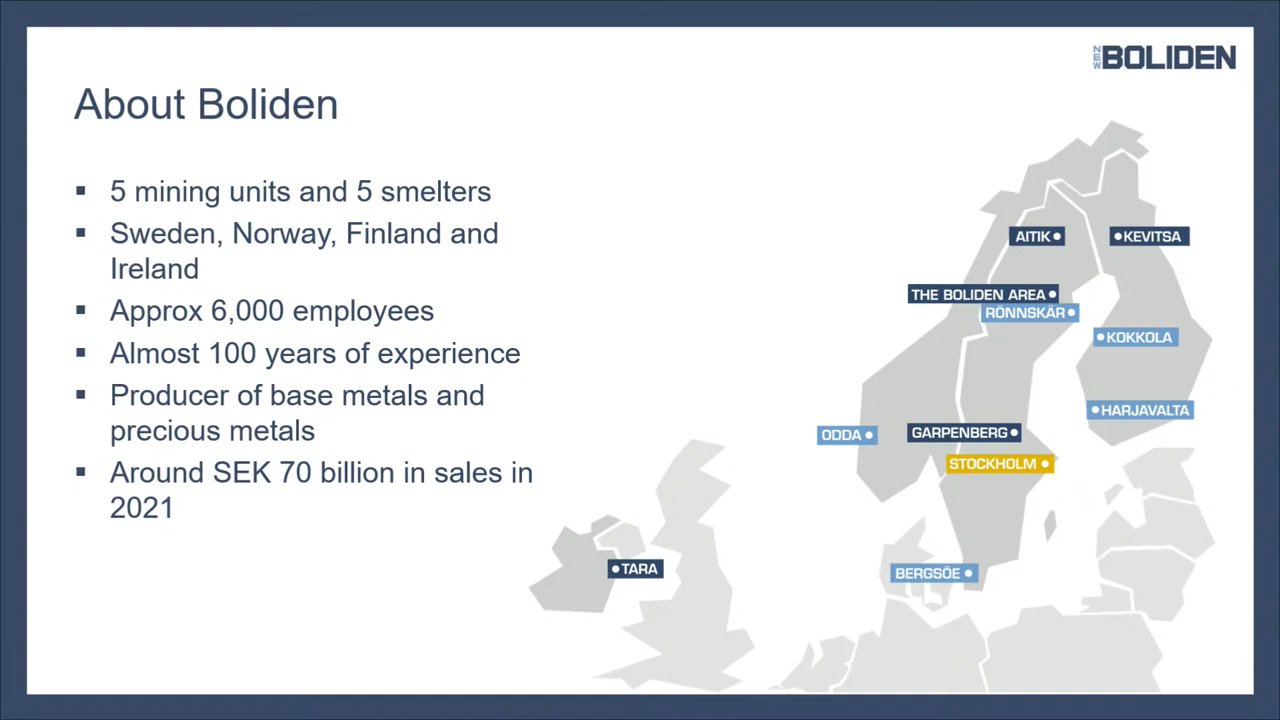 NEW BOLIDEN
About Boliden
▪ 5 mining units and 5 smelters
▪ Sweden, Norway, Finland and
Ireland
▪ Approx 6,000 employees
▪ Almost 100 years of experience
▪ Producer of base metals and
precious metals
▪ Around SEK 70 billion in sales in
2021
AITIK
KEVITSA
THE BOLIDEN AREA
RÖNNSKÄR
KOKKOLA
HARJAVALTA
ODDA
GARPENBERG
STOCKHOLM
TARA
BERGSÖE